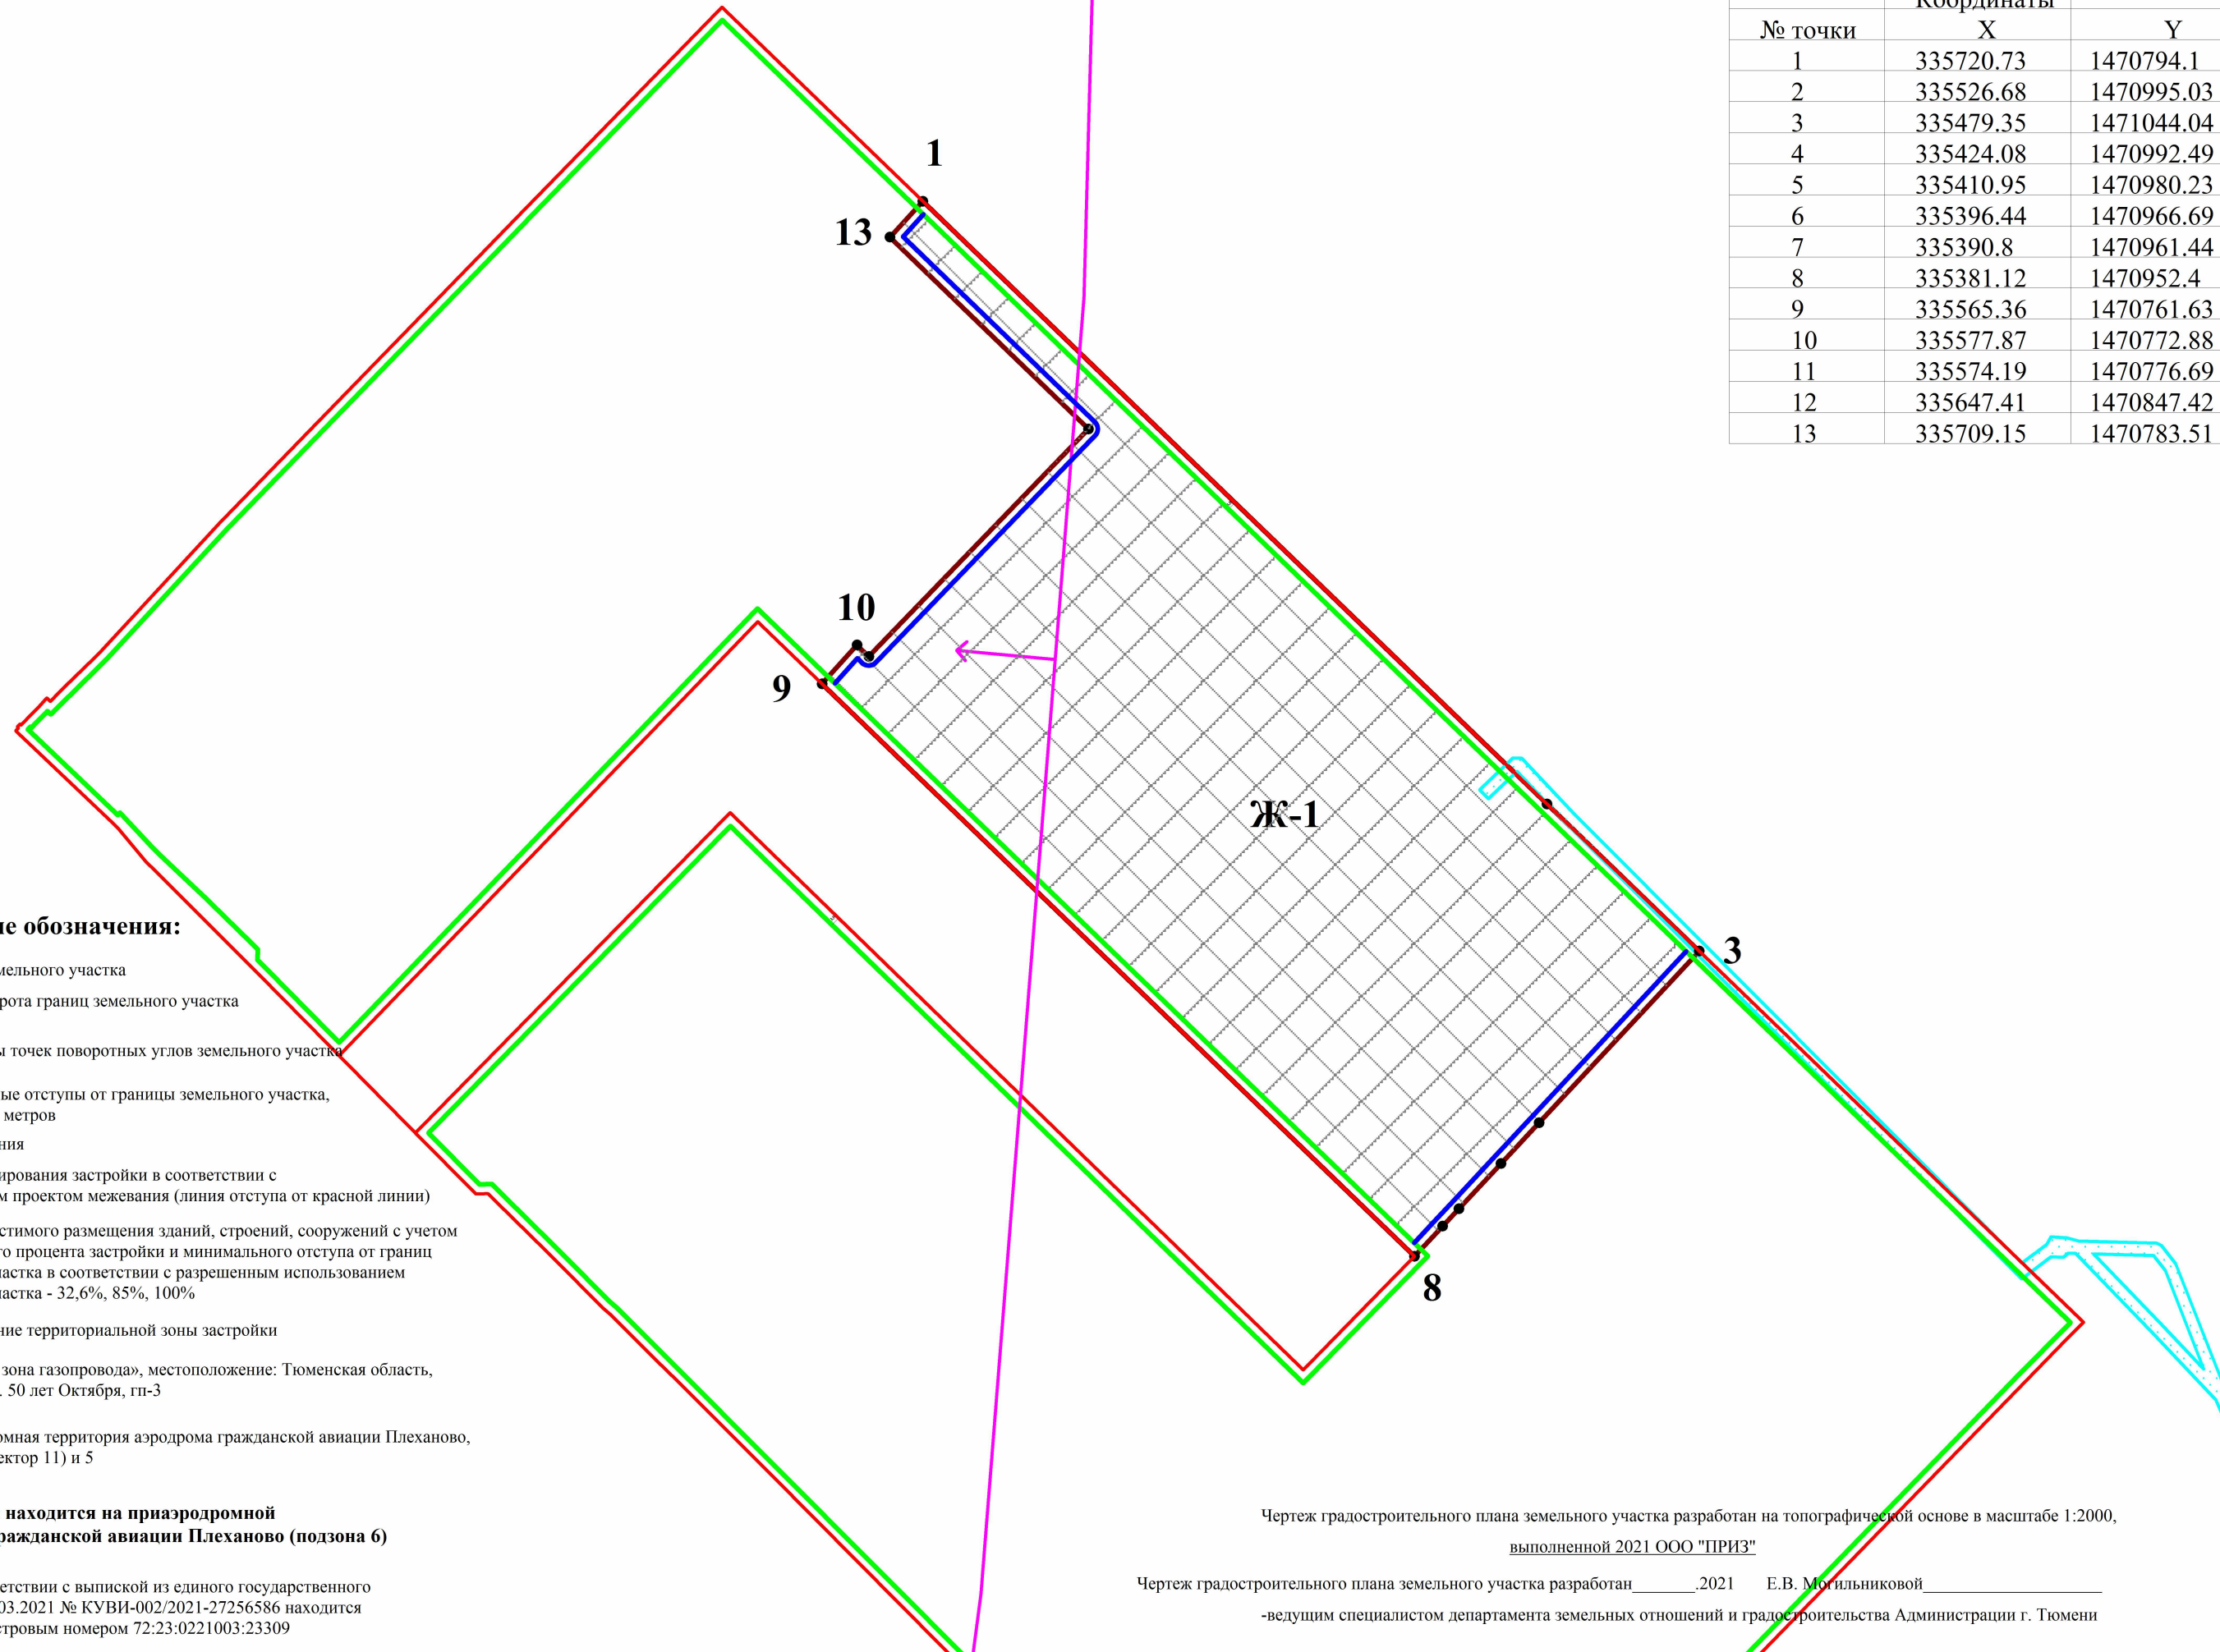 Координаты
№ точки X Y
1 335720.73 1470794.1
2 335526.68 1470995.03
3 335479.35 1471044.04
4 335424.08 1470992.49
5 335410.95 1470980.23
6 335396.44 1470966.69
7 335390.8 1470961.44
8 335381.12 1470952.4
9 335565.36 1470761.63
10 335577.87 1470772.88
11 335574.19 1470776.69
12 335647.41 1470847.42
13 335709.15 1470783.51
1
13
10
9
Ж-1
3
8
ие обозначения:
мельного участка
рота границ земельного участка
ы точек поворотных углов земельного участка
ые отступы от границы земельного участка,
метров
ния
ирования застройки в соответствии с
м проектом межевания (линия отступа от красной линии)
стимого размещения зданий, строений, сооружений с учетом
го процента застройки и минимального отступа от границ
частка в соответствии с разрешенным использованием
частка - 32,6%, 85%, 100%
ние территориальной зоны застройки
зона газопровода», местоположение: Тюменская область,
. 50 лет Октября, гп-3
омная территория аэродрома гражданской авиации Плеханово,
ектор 11) и 5
находится на приаэродромной
ражданской авиации Плеханово (подзона 6)
етствии с выпиской из единого государственного
03.2021 № КУВИ-002/2021-27256586 находится
стровым номером 72:23:0221003:23309
Чертеж градостроительного плана земельного участка разработан на топографической основе в масштабе 1:2000,
выполненной 2021 ООО "ПРИЗ"
Чертеж градостроительного плана земельного участка разработан_______.2021 Е.В. Могильниковой____________________
-ведущим специалистом департамента земельных отношений и градостроительства Администрации г. Тюмени